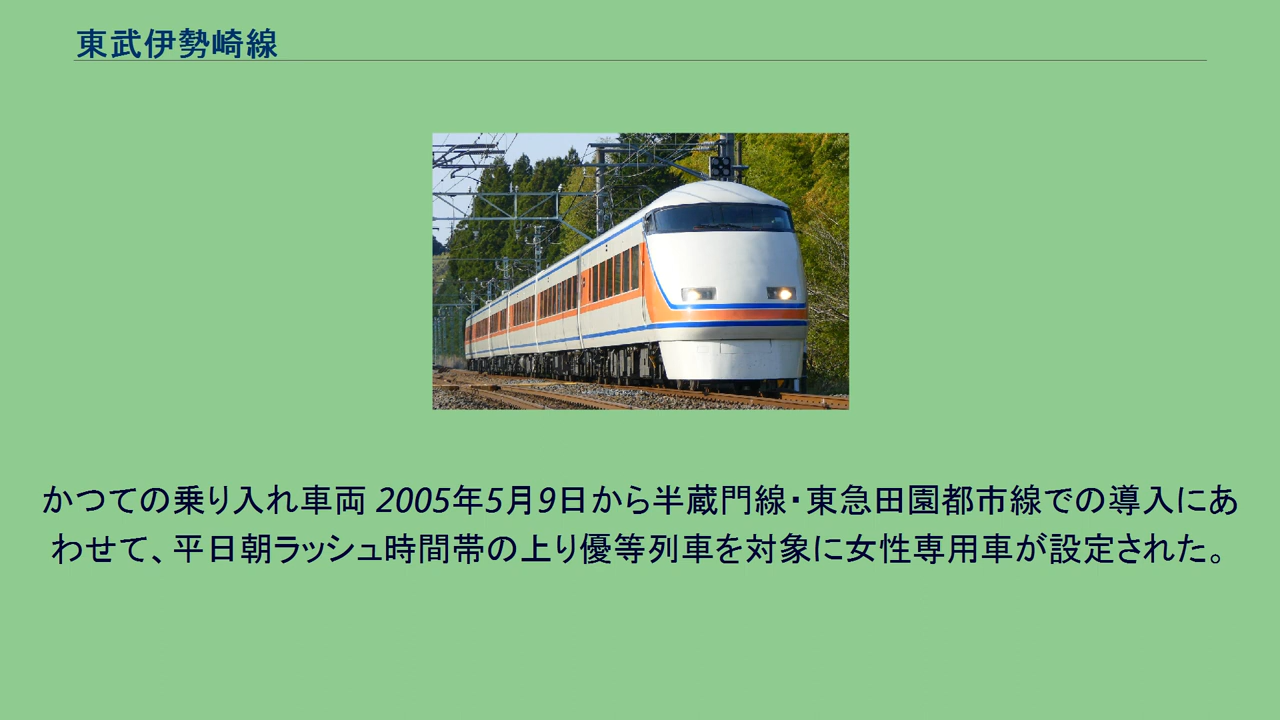 東武伊勢崎線
かつての乗り入れ車両 2005年5月9日から半蔵門線・東急田園都市線での導入にあ
わせて、平日朝ラッシュ時間帯の上り優等列車を対象に女性専用車が設定された。